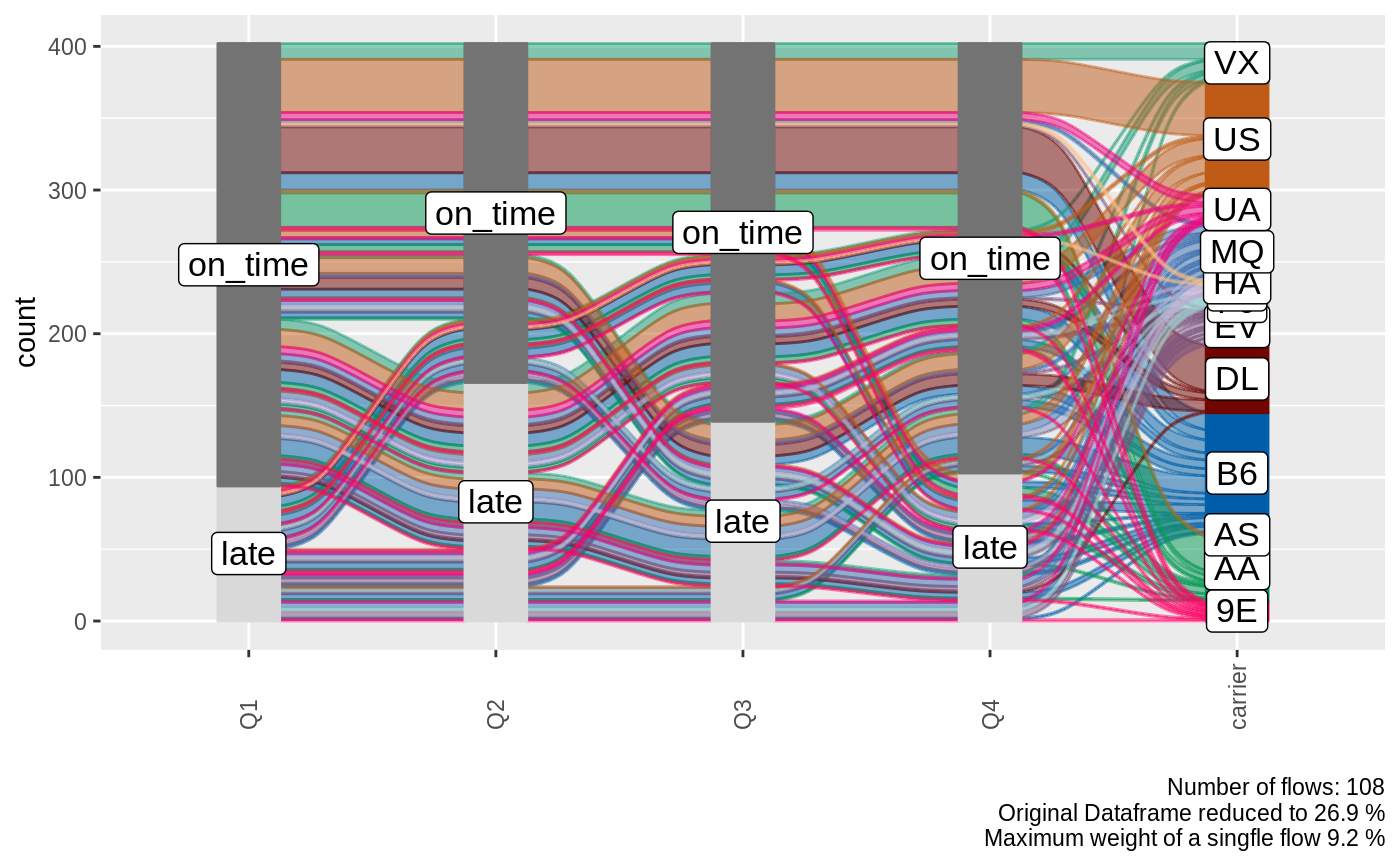 400
300
200
100
0
count
on_time
late
on_time
late
on_time
late
on_time
late
VX
US
UA
MQ
HA
EV
DL
B6
AS
AA
9E
Q1
Q2
Q3
Q4
carrier
Number of flows: 108
Original Dataframe reduced to 26.9 %
Maximum weight of a singfle flow 9.2 %